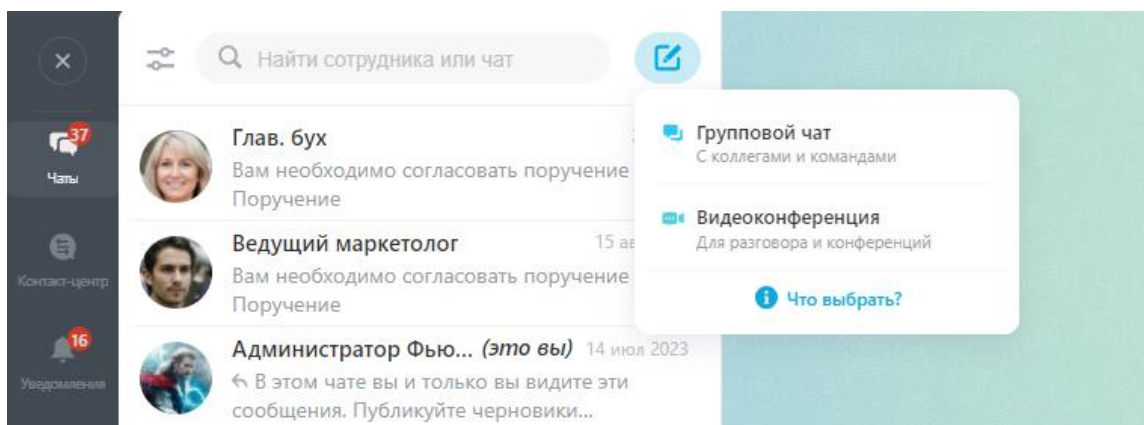 Найти сотрудника или чат
37
Чаты
Глав. бух
Вам необходимо согласовать поручение
Поручение
Групповой чат
С коллегами и командами
Контакт-центр
Ведущий маркетолог
15 ав
Вам необходимо согласовать поручение
Поручение
Видеоконференция
Для разговора и конференций
Что выбрать?
16
Уведомления
Администратор Фью... (это вы) 14 июл 2023
В этом чате вы и только вы видите эти
сообщения. Публикуйте черновики...